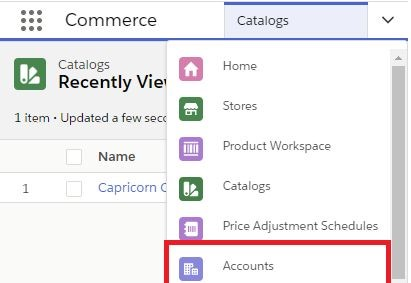 Commerce
Catalogs
Home
Catalogs
Recently View
Stores
1 item • Updated a few seco
Product Workspace
Name
Catalogs
1
Capricorn C
Price Adjustment Schedules
Accounts